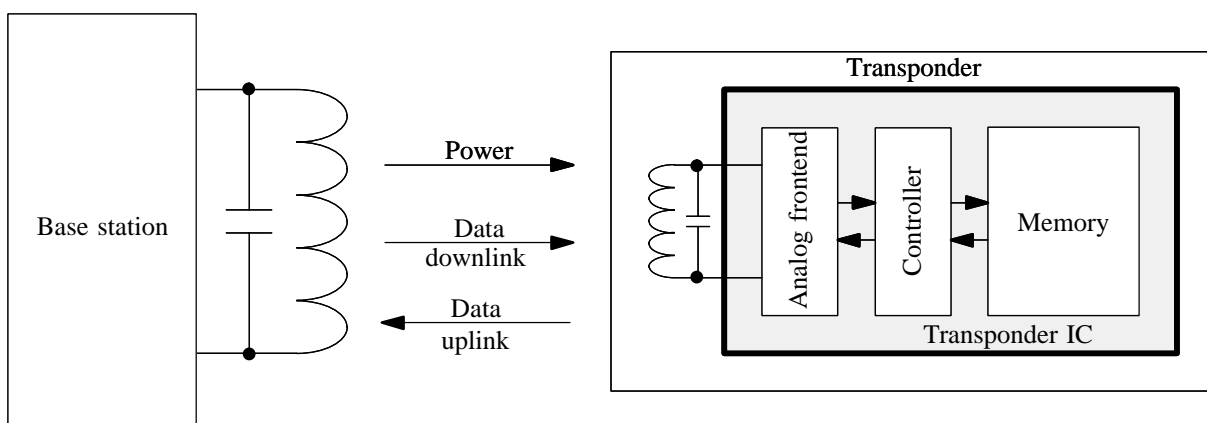 Transponder
Power
Base station
Data
downlink
Data
uplink
Analog frontend
Controller
Memory
Transponder IC